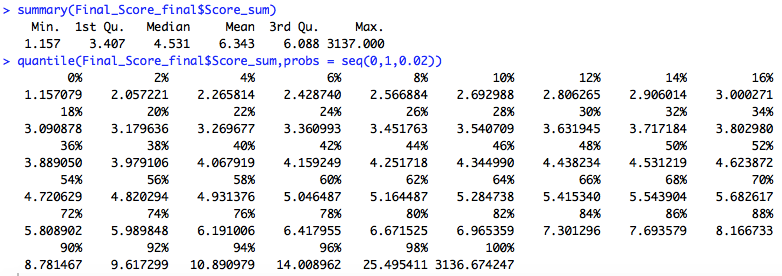 > summary(Final_Score_final$Score_sum)
Min. 1st Qu. Median Mean 3rd Qu. Max.
1.157 3.407 4.531 6.343 6.088 3137.000
> quantile(Final_Score_final$Score_sum,probs = seq(0,1,0.02))
0% 2% 4% 6% 8% 10% 12% 14% 16%
1.157079 2.057221 2.265814 2.428740 2.566884 2.692988 2.806265 2.906014 3.000271
18% 20% 22% 24% 26% 28% 30% 32% 34%
3.090878 3.179636 3.269677 3.360993 3.451763 3.540709 3.631945 3.717184 3.802980
36% 38% 40% 42% 44% 46% 48% 50% 52%
3.889050 3.979106 4.067919 4.159249 4.251718 4.344990 4.438234 4.531219 4.623872
54% 56% 58% 60% 62% 64% 66% 68% 70%
4.720629 4.820294 4.931376 5.046487 5.164487 5.284738 5.415340 5.543904 5.682617
72% 74% 76% 78% 80% 82% 84% 86% 88%
5.808902 5.989848 6.191006 6.417955 6.671525 6.965359 7.301296 7.693579 8.166733
90% 92% 94% 96% 98% 100%
8.781467 9.617299 10.890979 14.008962 25.495411 3136.674247